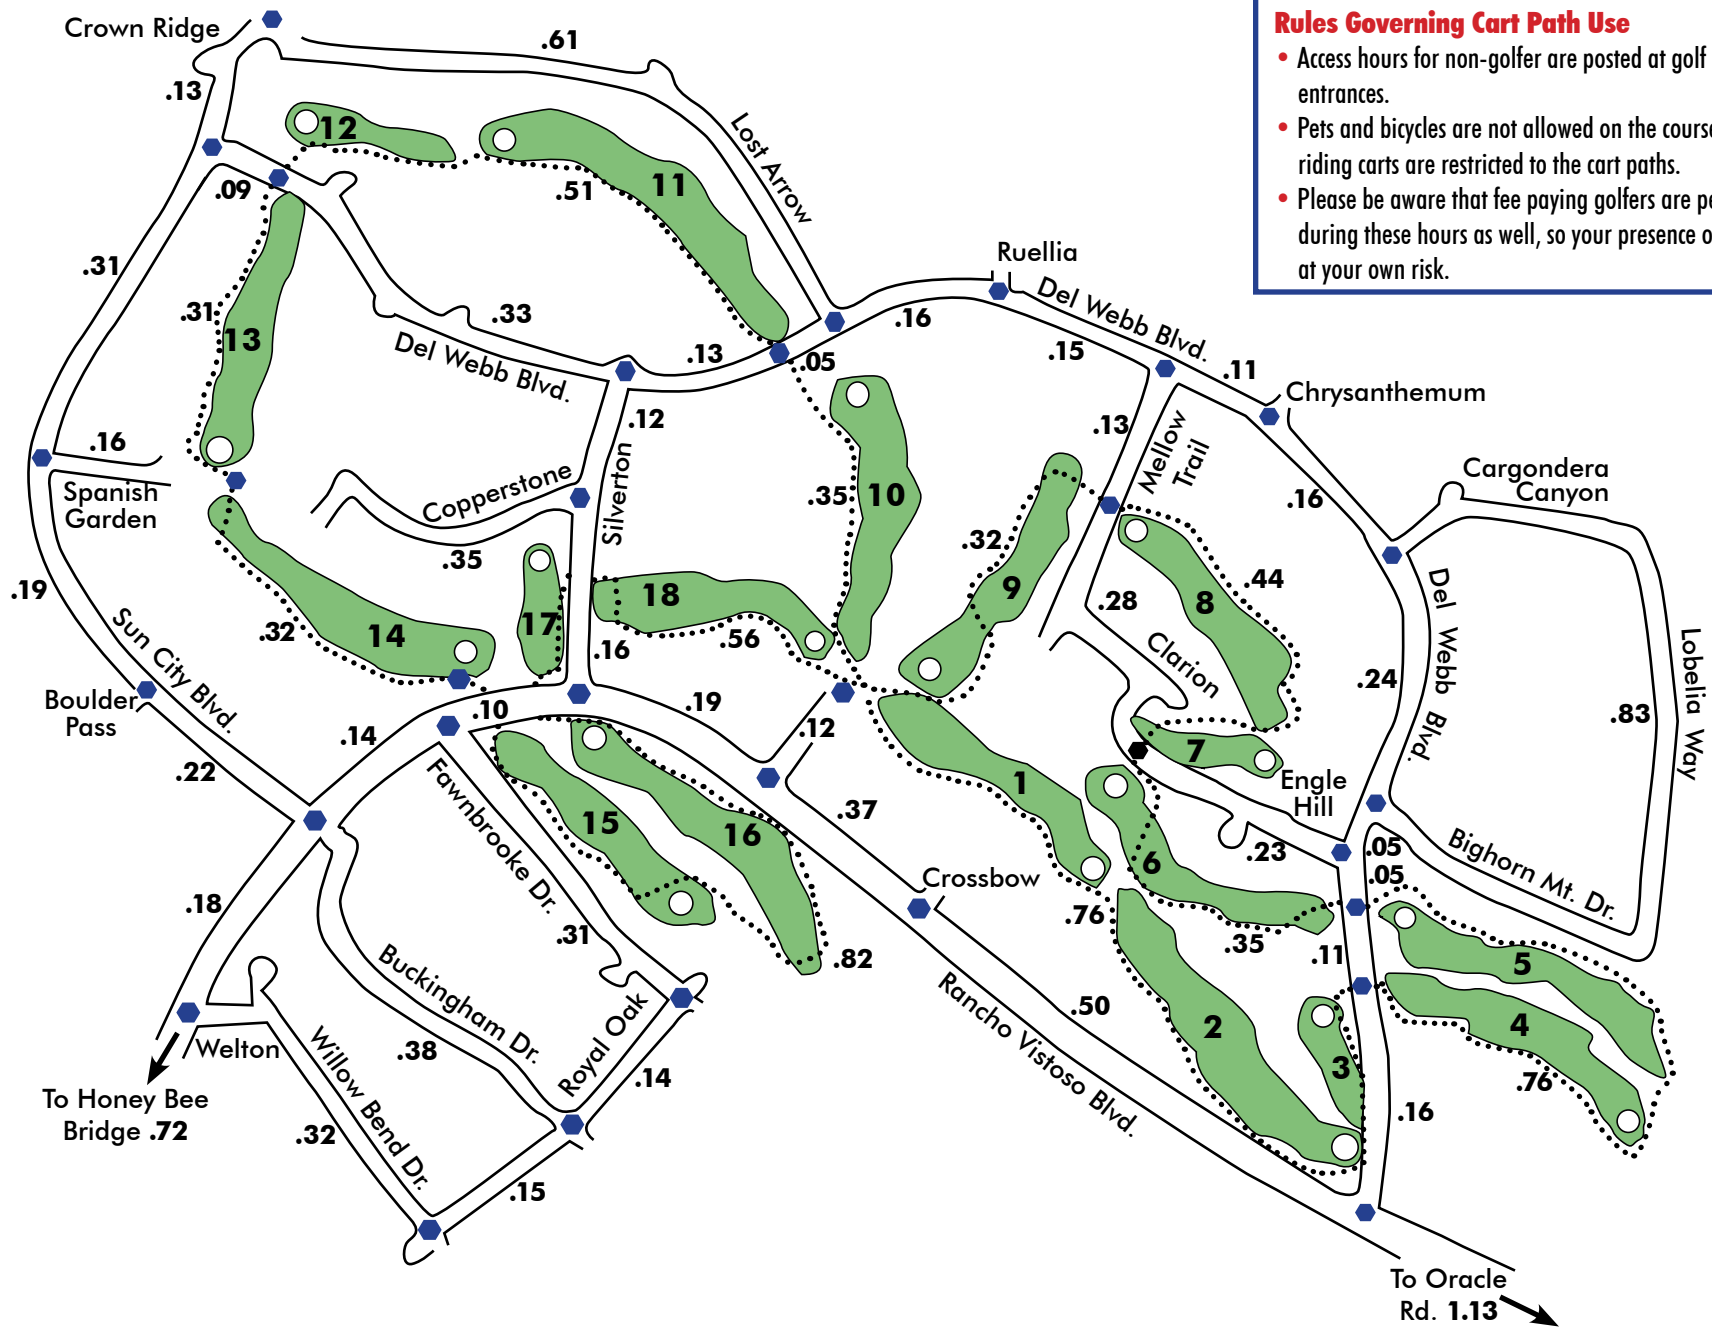 Rules Governing Cart Path Use
• Access hours for non-golfer are posted at golf
entrances.
• Pets and bicycles are not allowed on the
riding carts are restricted to the cart paths.
• Please be aware that fee paying golfers are
during these hours as well, so your presence
at your own risk.
Crown Ridge
.61
.13
12
11
Lost Arrow
.09
.51
.31
.31
13
.33
Del Webb Blvd.
.13
.05
.16
Ruellia
Del Webb Blvd.
.15
.11
Chrysanthemum
.12
.13
Mellow
Trail
.16
Cargondera
Canyon
.16
Spanish
Garden
Copperstone
.35
Silverton
.35
10
.32
9
8
.44
.28
.19
Sun City Blvd.
.32
14
17
18
.56
.16
Clarion
Del Webb Blvd.
.24
Lobelia Way
.83
Boulder
Pass
.22
.14
.10
.19
.12
7
Engle
Hill
1
.37
15
16
Fawnbrooke Dr.
6
.23
.05
.05
Bighorn Mt. Dr.
Crossbow
.76
.35
.11
5
.18
.31
.82
Buckingham Dr.
Rancho Vistoso Blvd.
.50
2
4
3
.76
Welton
Willow Bend Dr.
.38
Royal Oak
.14
.16
To Honey Bee
Bridge .72
.32
.15
To Oracle
Rd. 1.13